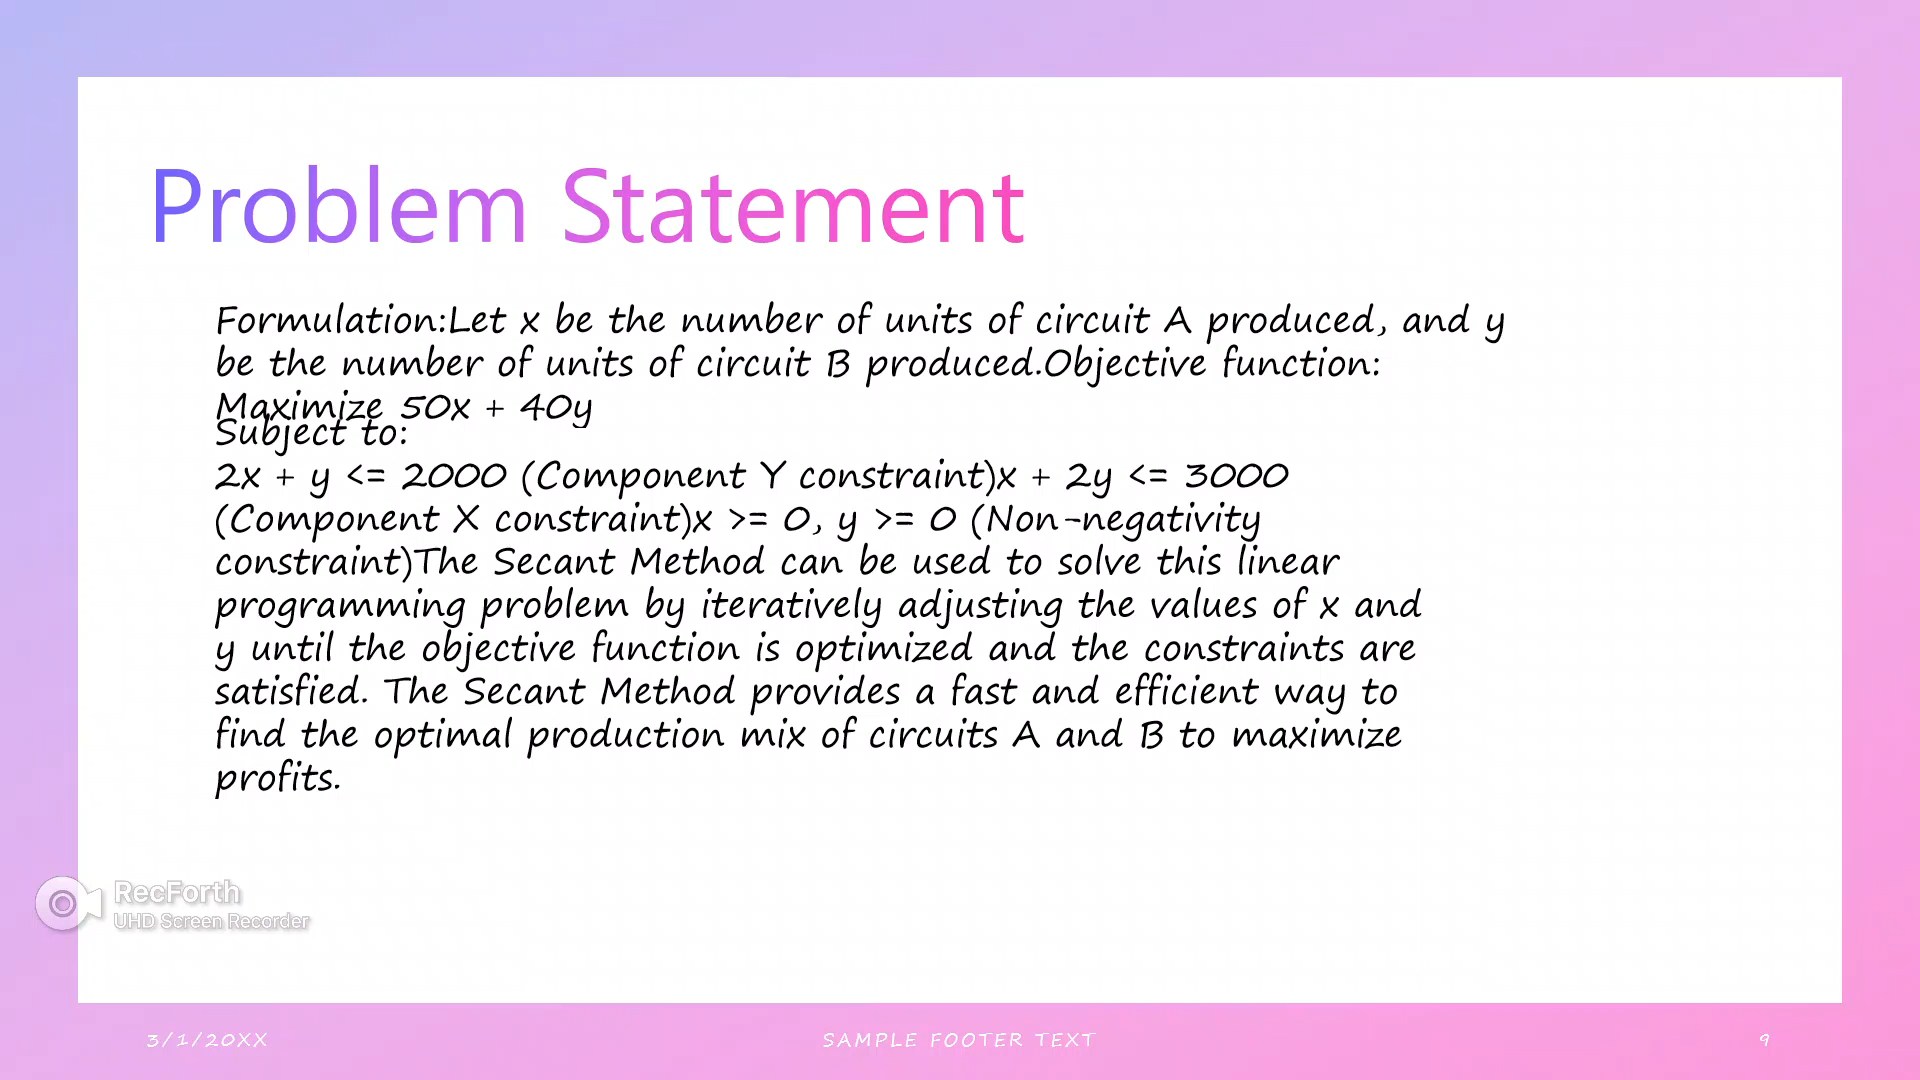 Problem Statement
Formulation:Let x be the number of units of circuit A produced, and y
be the number of units of circuit B produced.Objective function:
Maximize 50x + 40y
Subject to:
2x + y <= 2000 (Component Y constraint)x + 2y <= 3000
(Component X constraint)x >= 0, y >= 0 (Non-negativity
constraint)The Secant Method can be used to solve this linear
programming problem by iteratively adjusting the values of x and
y until the objective function is optimized and the constraints are
satisfied. The Secant Method provides a fast and efficient way to
find the optimal production mix of circuits A and B to maximize
profits.
RecForth
UHD Screen Recorder
3/1/20XX
SAMPLE FOOTER TEXT
9